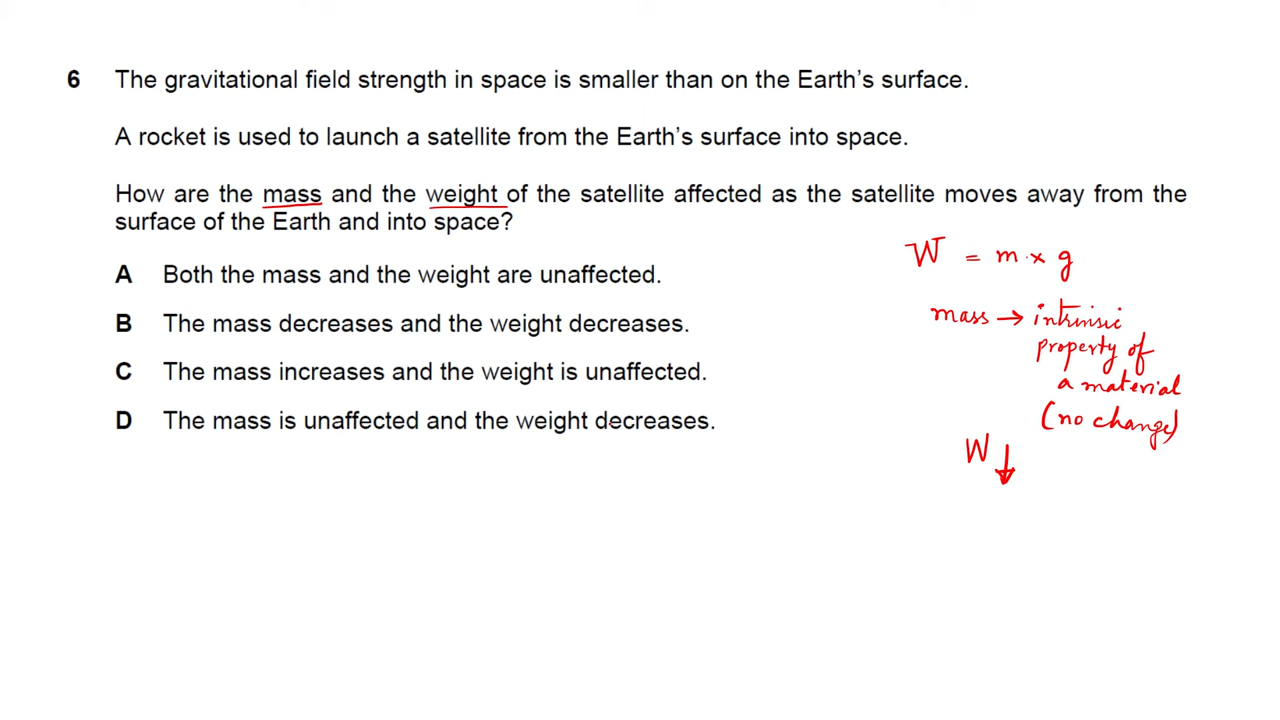 6 The gravitational field strength in space is smaller than on the Earth's surface.
A rocket is used to launch a satellite from the Earth's surface into space.
How are the mass and the weight of the satellite affected as the satellite moves away from the
surface of the Earth and into space?
A Both the mass and the weight are unaffected.
B The mass decreases and the weight decreases.
C The mass increases and the weight is unaffected.
D The mass is unaffected and the weight decreases.
W = m × g
mass → intrinsic
property of
a material
(no change)
W ↓